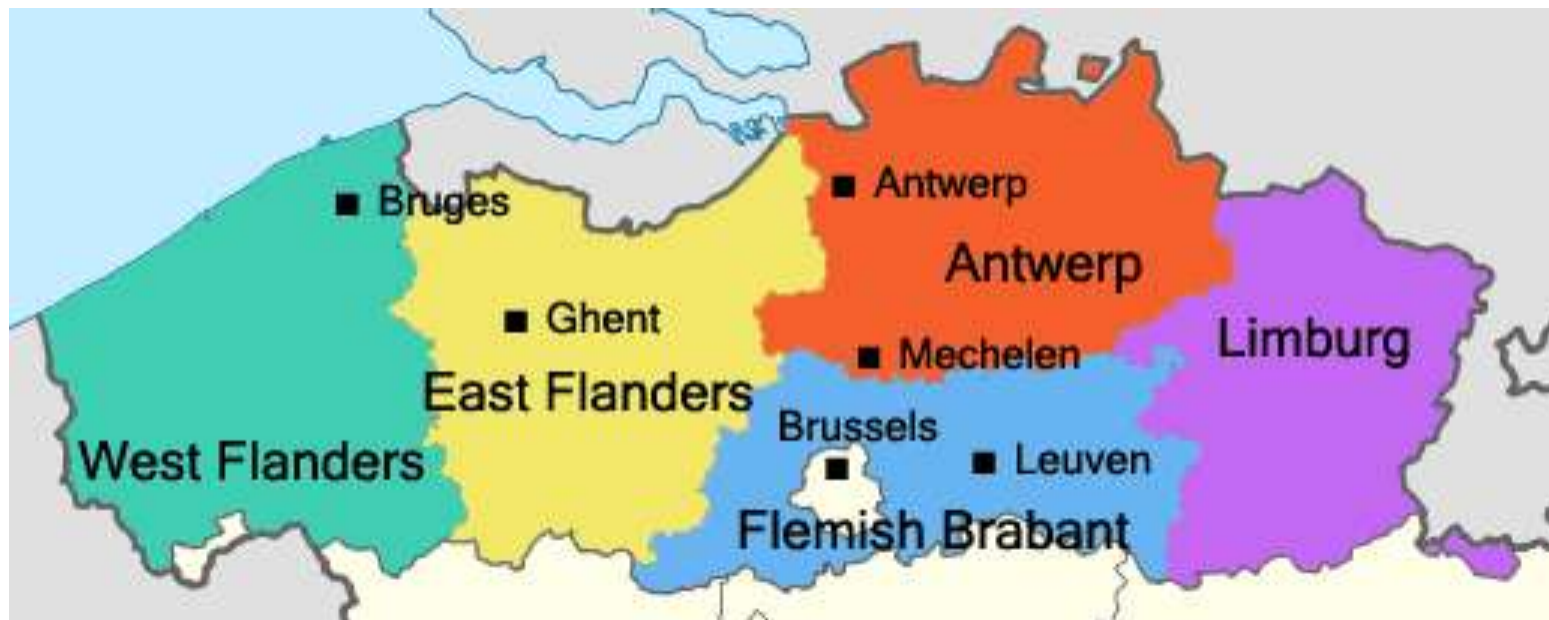 Antwerp
Bruges
Antwerp
Ghent
Limburg
Mechelen
East Flanders
Brussels
West Flanders
Leuven
Flemish Brabant